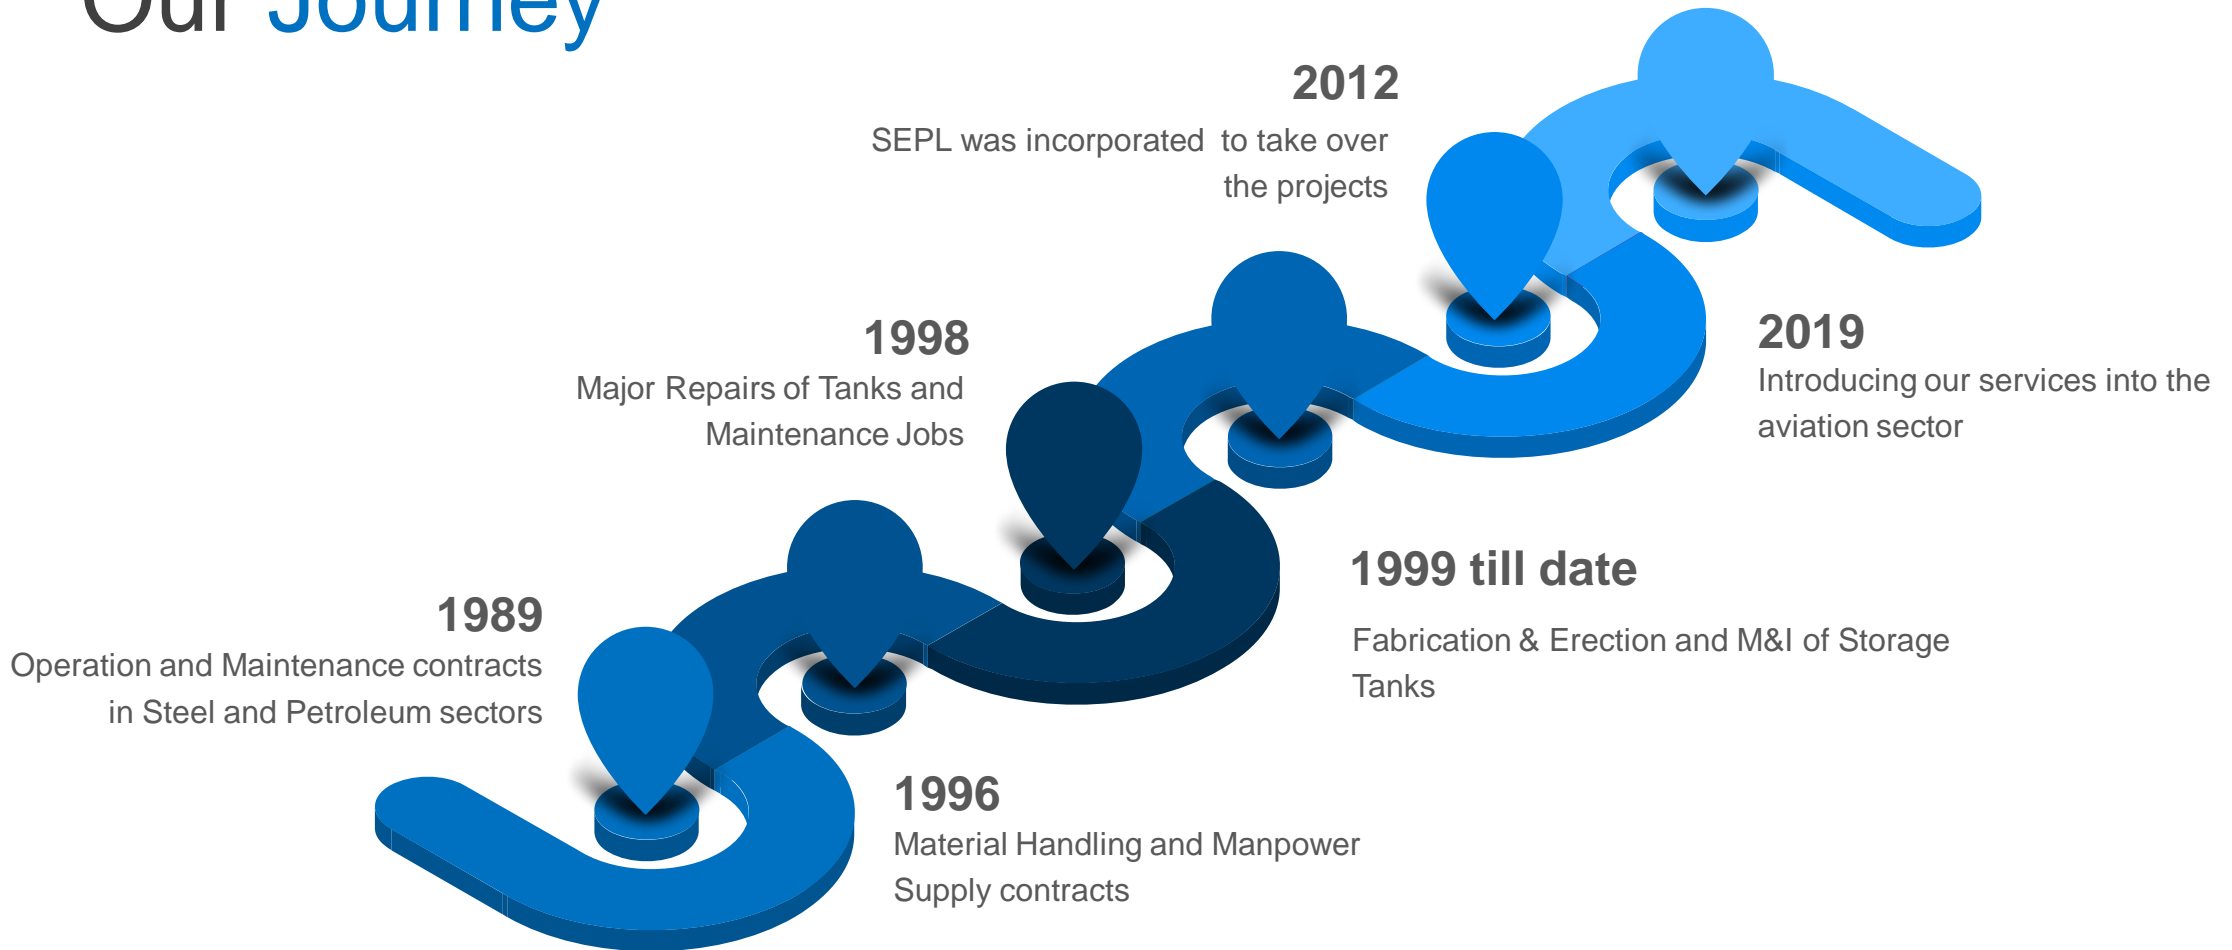 Our Journey
2012
SEPL was incorporated to take over
the projects
2019
Introducing our services into the
aviation sector
1998
Major Repairs of Tanks and
Maintenance Jobs
1999 till date
Fabrication & Erection and M&I of Storage
Tanks
1989
Operation and Maintenance contracts
in Steel and Petroleum sectors
1996
Material Handling and Manpower
Supply contracts